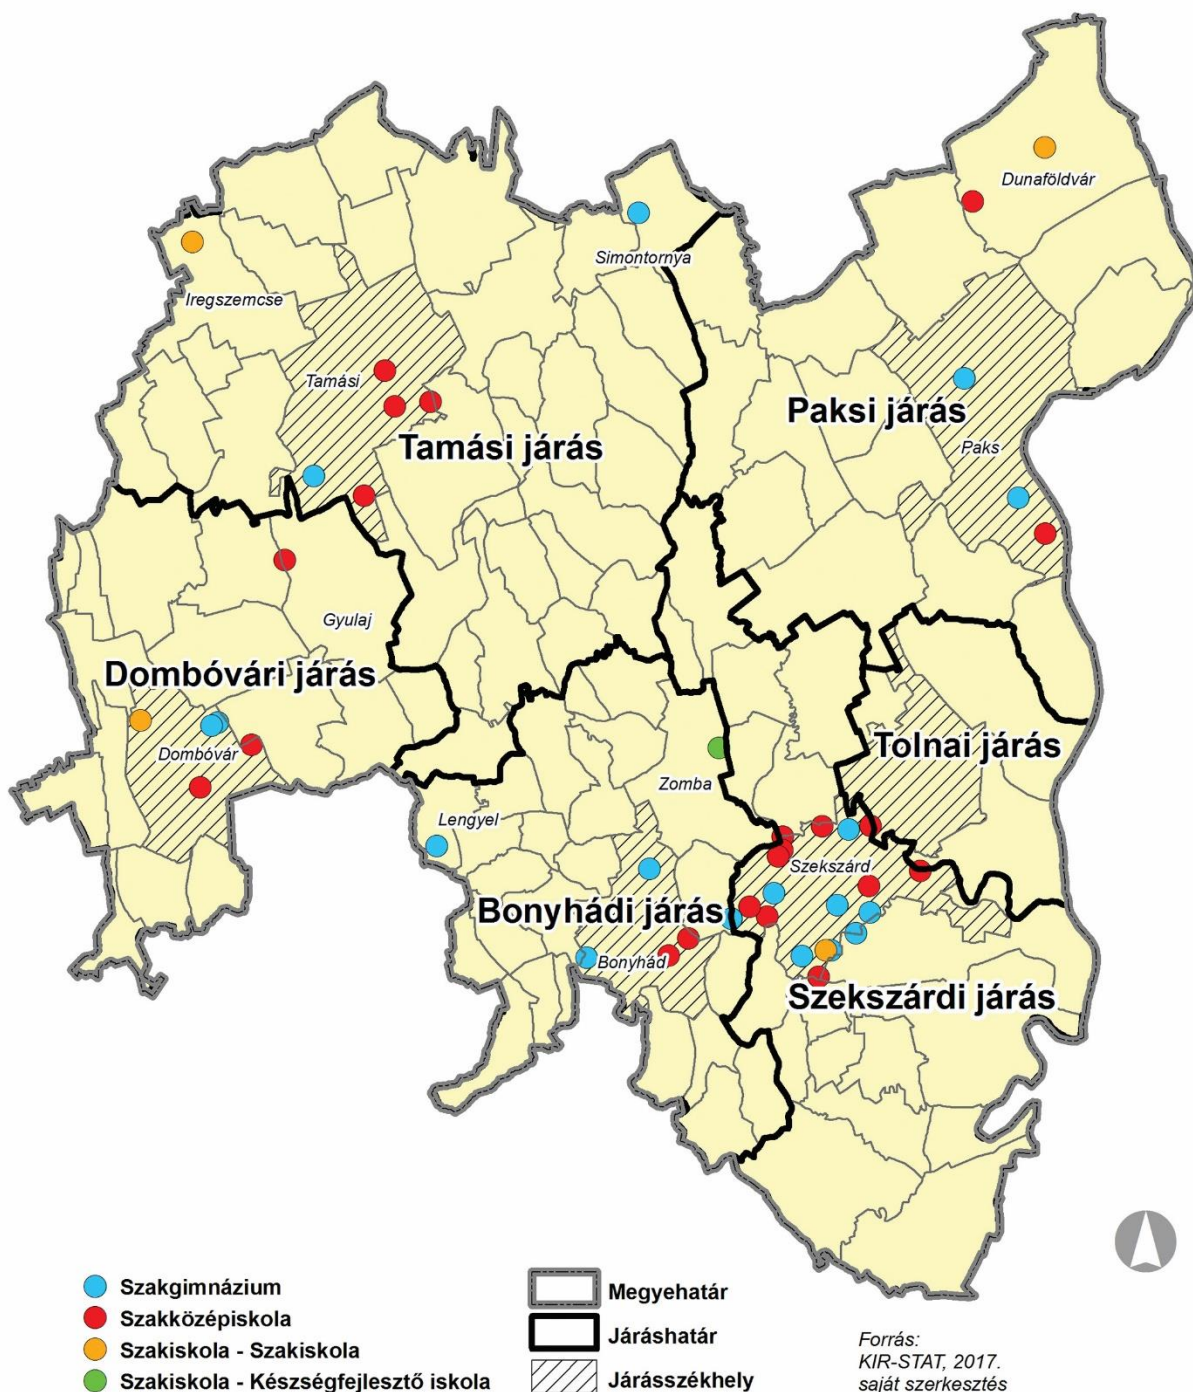 Dunaföldvár
Simontornya
Iregszemcse
Tamási
Paksi járás
Tamási járás
Paks
Gyulaj
Dombóvári járás
Dombóvár
Tolnai járás
Zomba
Lengyel
Szekszárd
Bonyhádi járás
Bonyhád
Szekszárdi járás
Szakgimnázium
Szakközépiskola
Szakiskola - Szakiskola
Szakiskola - Készségfejlesztő iskola
Megyehatár
Járáshatár
Járásszékhely
Forrás:
KIR-STAT, 2017.
saját szerkesztés